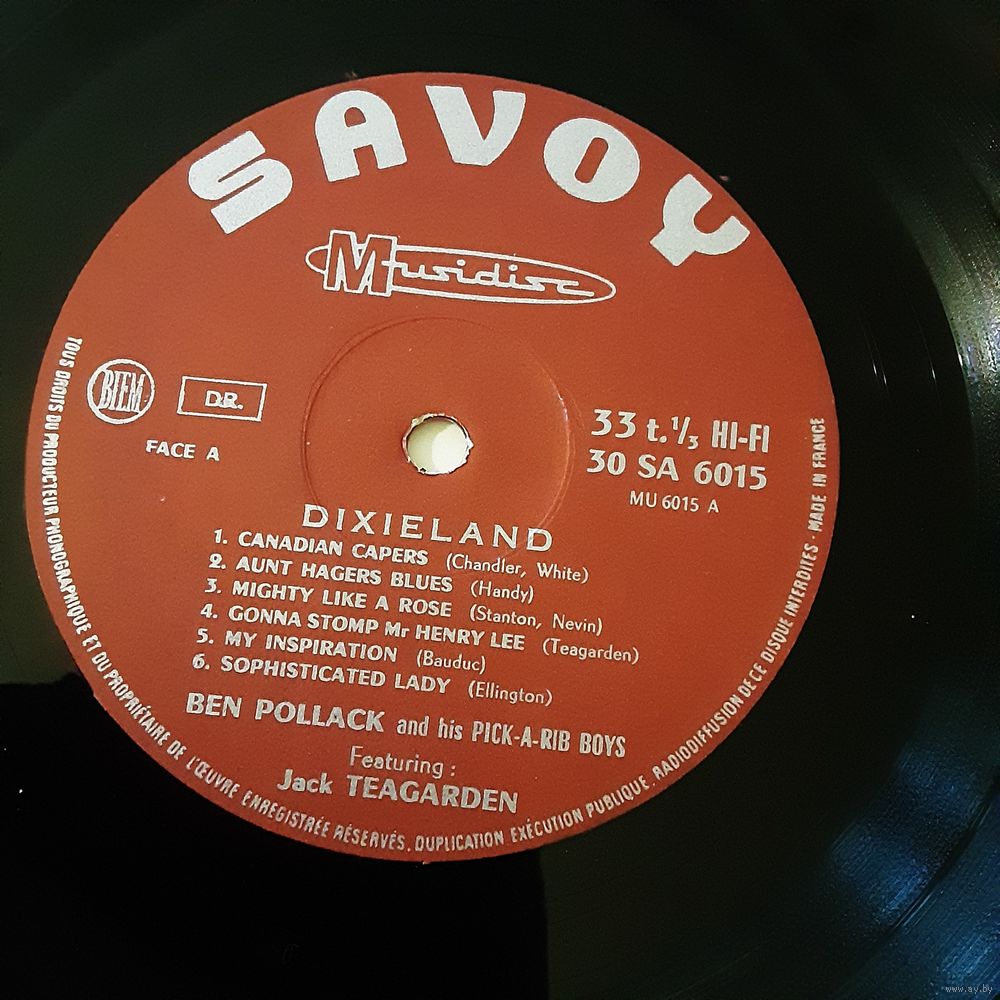 SAVOY
Musidisc
BIEM
D.R.
FACE A
33 t.⅓ HI-FI
30 SA 6015
MU 6015 A
DIXIELAND
1. CANADIAN CAPERS (Chandler, White)
2. AUNT HAGERS BLUES (Handy)
3. MIGHTY LIKE A ROSE (Stanton, Nevin)
4. GONNA STOMP Mr HENRY LEE (Teagarden)
5. MY INSPIRATION (Bauduc)
6. SOPHISTICATED LADY (Ellington)
BEN POLLACK and his PICK-A-RIB BOYS
Featuring :
Jack TEAGARDEN
TOUS DROITS DU PRODUCTEUR PHONOGRAPHIQUE ET DU PROPRIÉTAIRE DE L'ŒUVRE ENREGISTRÉE RÉSERVÉS. DUPLICATION EXÉCUTION PUBLIQUE, RADIODIFFUSION DE CE DISQUE INTERDITES · MADE IN FRANCE
www.ay.by